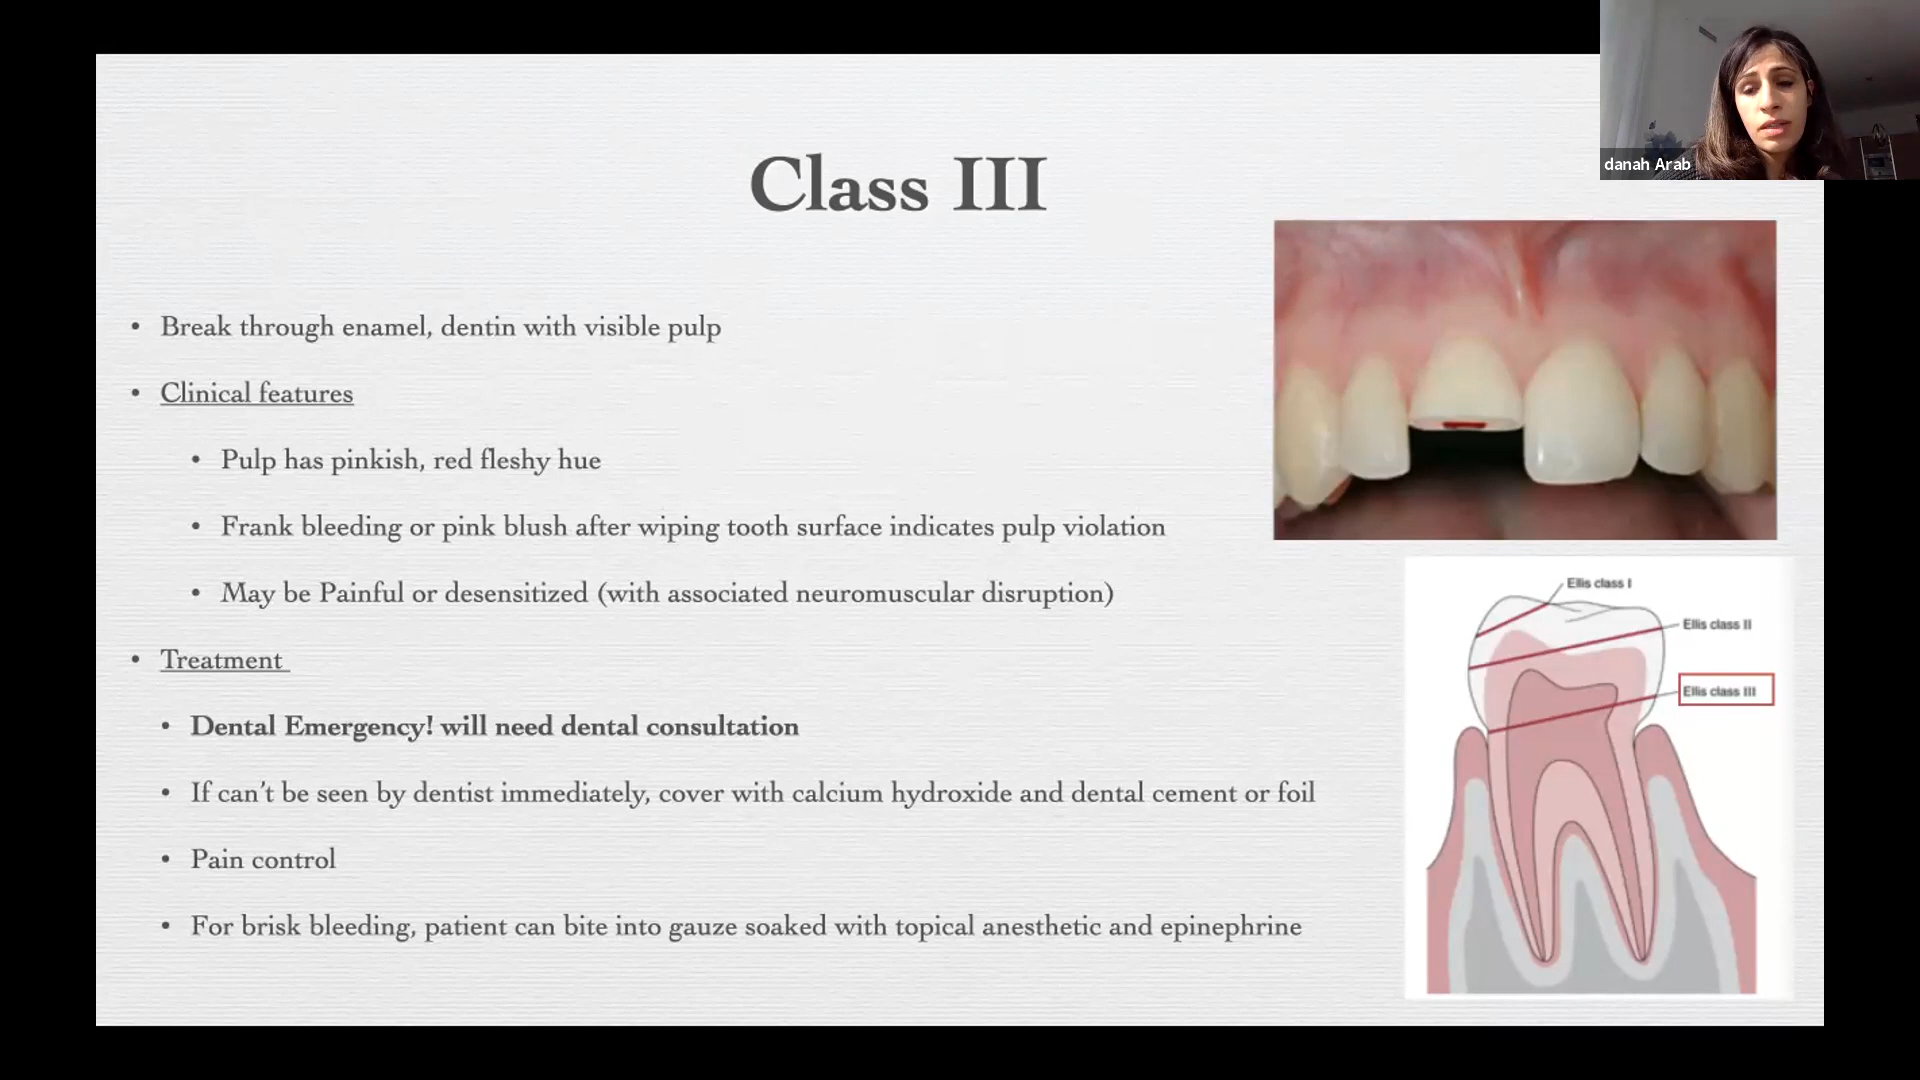 danah Arab
Class III
• Break through enamel, dentin with visible pulp
• Clinical features
• Pulp has pinkish, red fleshy hue
• Frank bleeding or pink blush after wiping tooth surface indicates pulp violation
• May be Painful or desensitized (with associated neuromuscular disruption)
• Treatment
• Dental Emergency! will need dental consultation
• If can't be seen by dentist immediately, cover with calcium hydroxide and dental cement or foil
• Pain control
• For brisk bleeding, patient can bite into gauze soaked with topical anesthetic and epinephrine
Ellis class I
Ellis class II
Ellis class III